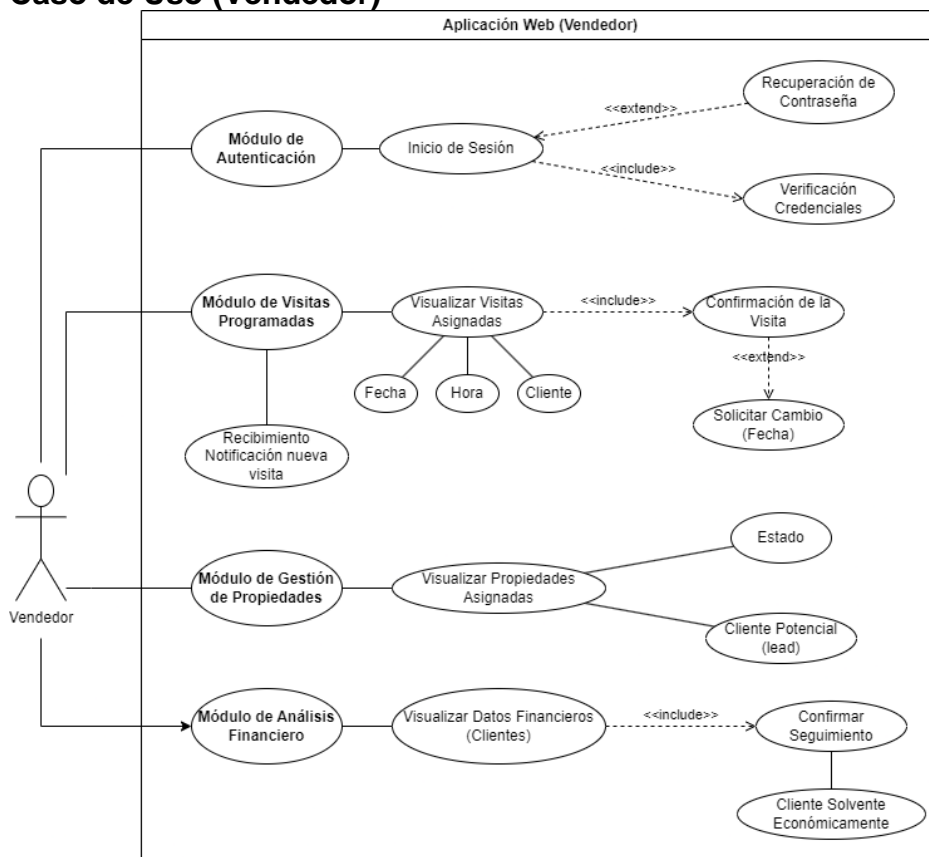 Caso de Uso (Vendedor)
Aplicación Web (Vendedor)
Recuperación de
Contraseña
<<extend>>
Módulo de
Autenticación
Inicio de Sesión
<<include>>
Verificación
Credenciales
Módulo de Visitas
Programadas
Visualizar Visitas
Asignadas
<<include>>
Confirmación de la
Visita
<<extend>>
Fecha
Hora
Cliente
Solicitar Cambio
(Fecha)
Recibimiento
Notificación nueva
visita
Estado
Módulo de Gestión
de Propiedades
Visualizar Propiedades
Asignadas
Vendedor
Cliente Potencial
(lead)
Módulo de Análisis
Financiero
Visualizar Datos Financieros
(Clientes)
<<include>>
Confirmar
Seguimiento
Cliente Solvente
Económicamente